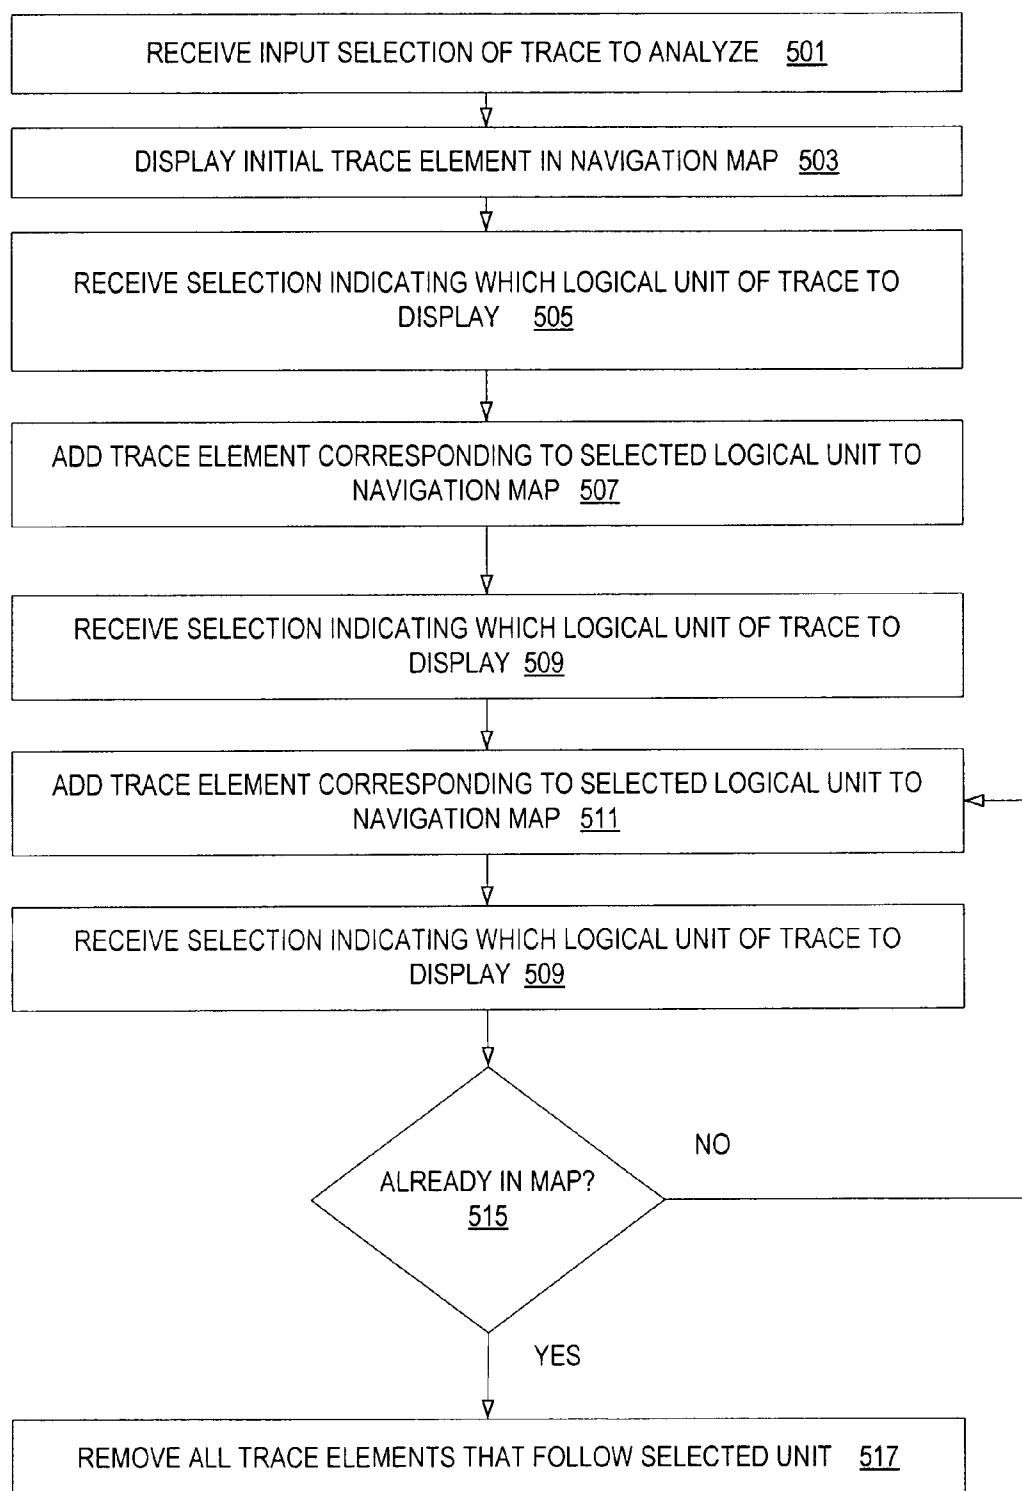 RECEIVE INPUT SELECTION OF TRACE TO ANALYZE 501
DISPLAY INITIAL TRACE ELEMENT IN NAVIGATION MAP 503
RECEIVE SELECTION INDICATING WHICH LOGICAL UNIT OF TRACE TO
DISPLAY 505
ADD TRACE ELEMENT CORRESPONDING TO SELECTED LOGICAL UNIT TO
NAVIGATION MAP 507
RECEIVE SELECTION INDICATING WHICH LOGICAL UNIT OF TRACE TO
DISPLAY 509
ADD TRACE ELEMENT CORRESPONDING TO SELECTED LOGICAL UNIT TO
NAVIGATION MAP 511
RECEIVE SELECTION INDICATING WHICH LOGICAL UNIT OF TRACE TO
DISPLAY 509
NO
ALREADY IN MAP?
515
YES
REMOVE ALL TRACE ELEMENTS THAT FOLLOW SELECTED UNIT 517